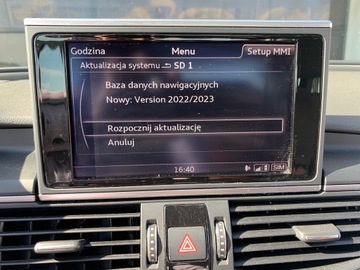 Godzina Menu Setup MMI
Aktualizacja systemu SD 1
Baza danych nawigacyjnych
Nowy: Version 2022/2023
Rozpocznij aktualizację
Anuluj
16:40 SIM